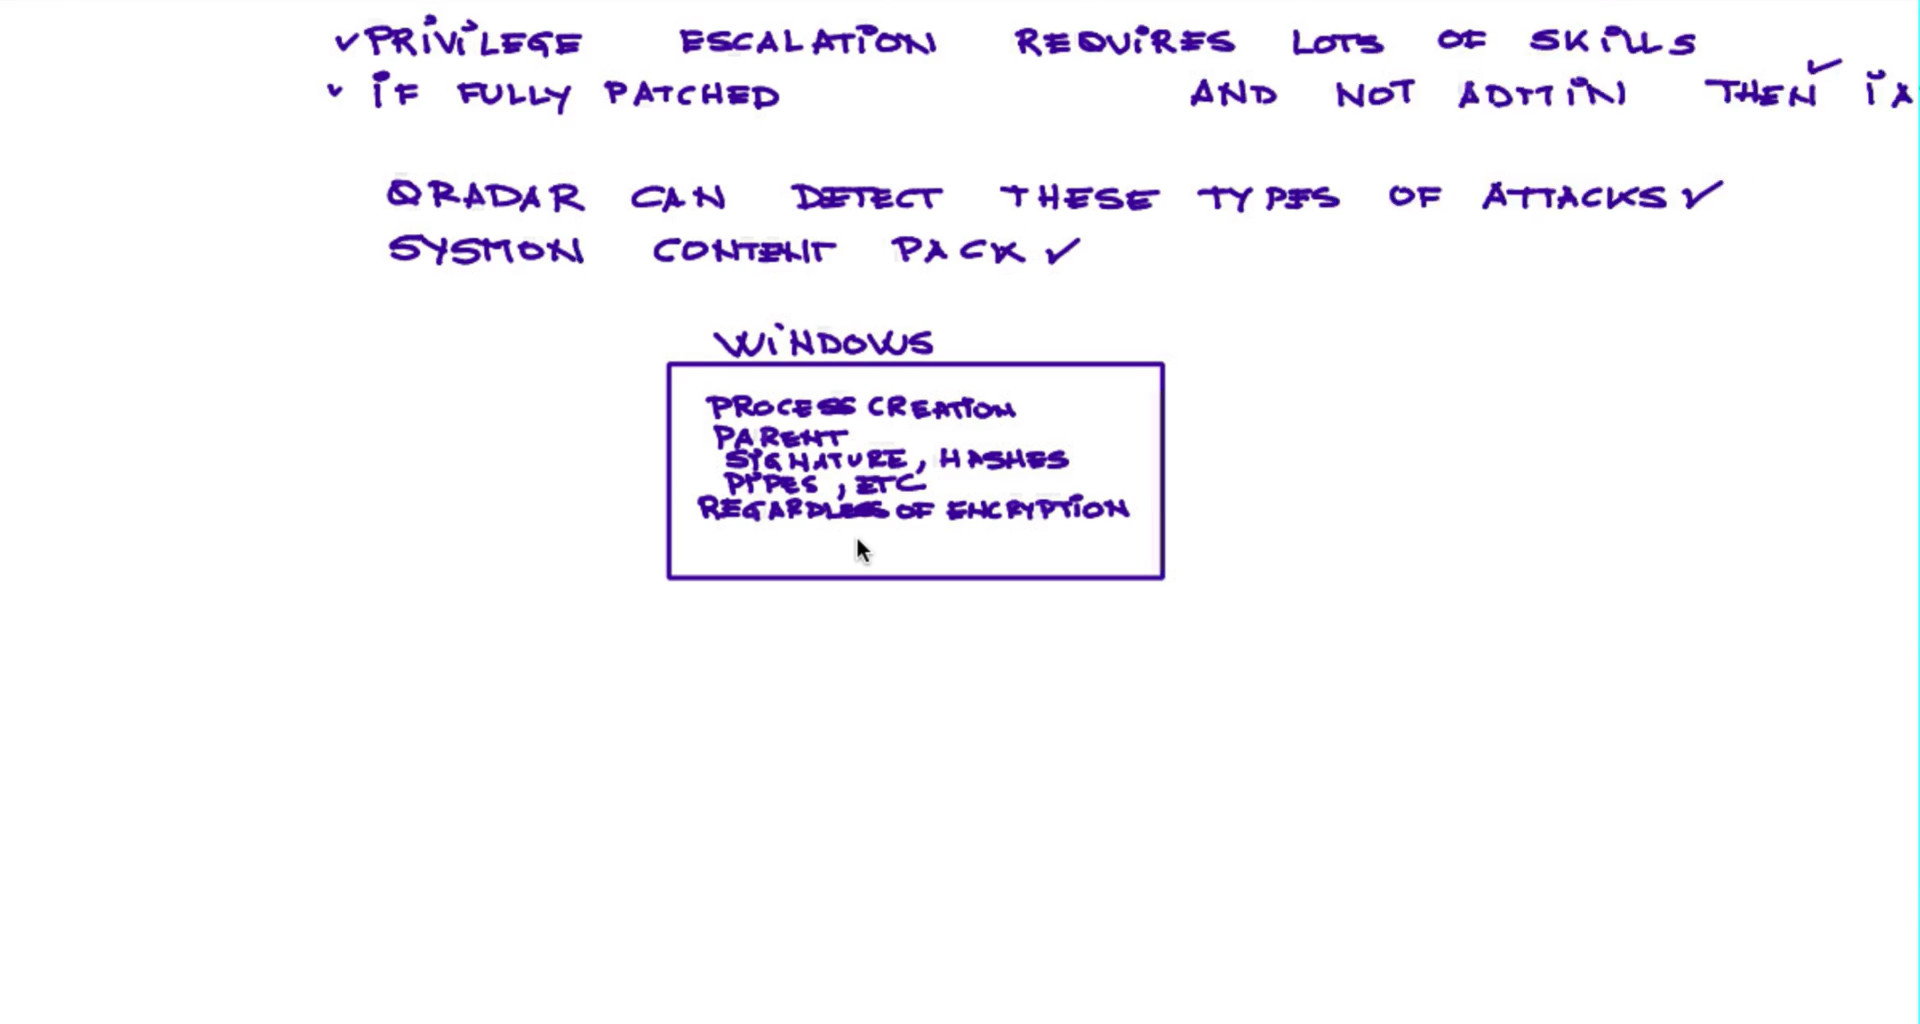 ✓ PRIVILEGE ESCALATION REQUIRES LOTS OF SKILLS
✓ IF FULLY PATCHED AND NOT ADMIN THEN ✓
QRADAR CAN DETECT THESE TYPES OF ATTACKS ✓
SYSMON CONTENT PACK ✓
WINDOWS
PROCESS CREATION
PARENT
SIGNATURE, HASHES
PIPES, ETC
REGARDLESS OF ENCRYPTION